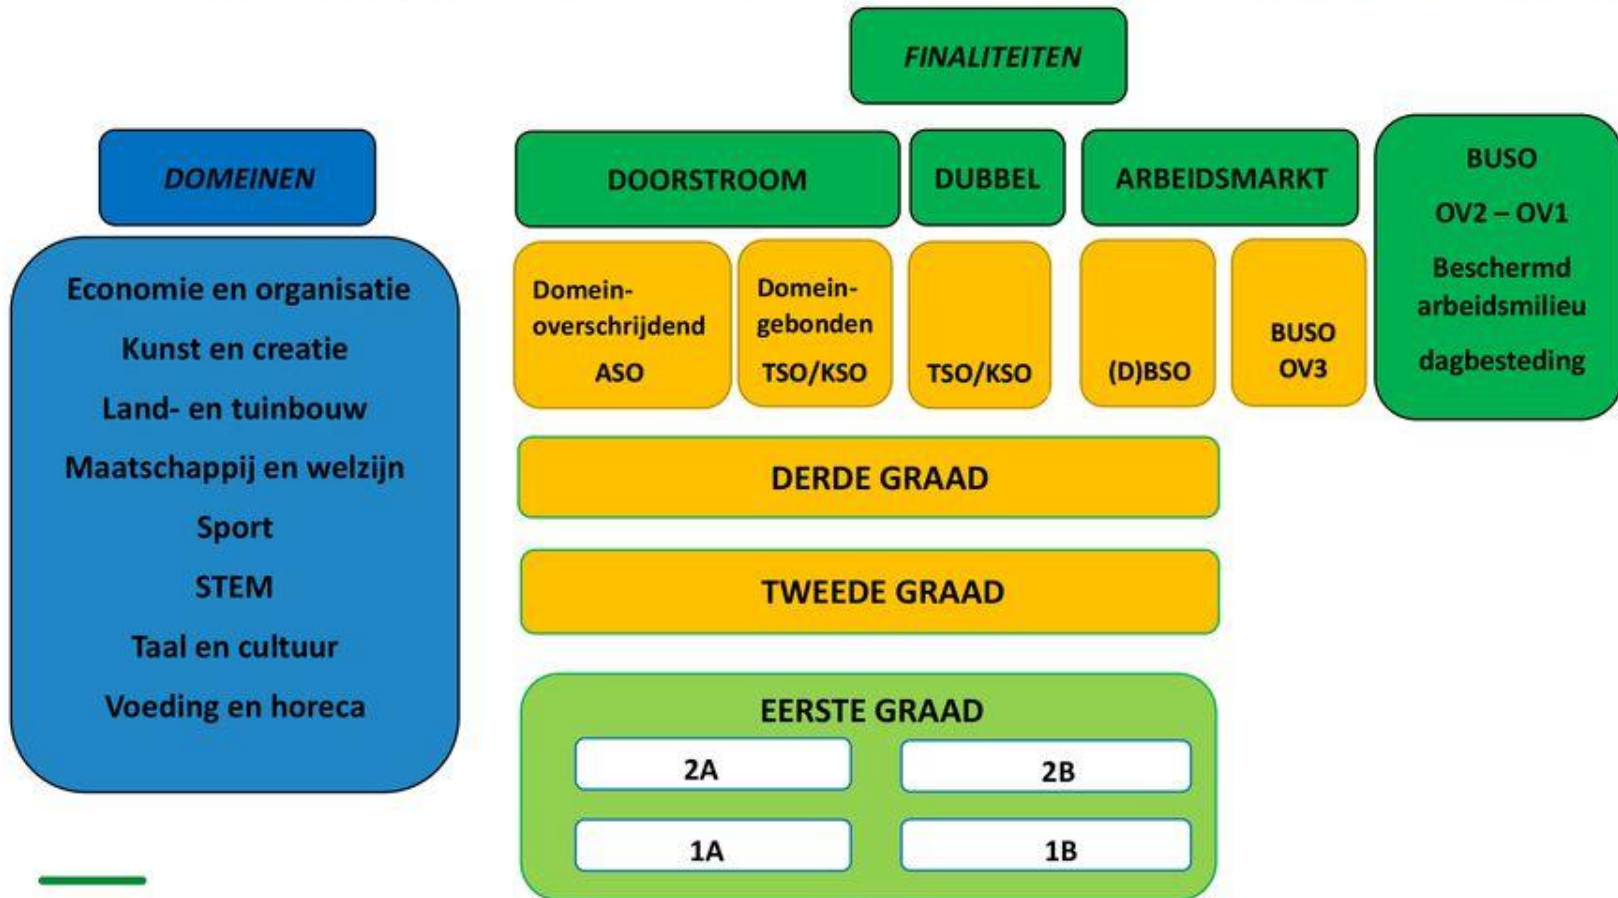 FINALITEITEN
DOMEINEN
Economie en organisatie
Kunst en creatie
Land- en tuinbouw
Maatschappij en welzijn
Sport
STEM
Taal en cultuur
Voeding en horeca
DOORSTROOM
DUBBEL
ARBEIDSMARKT
BUSO
OV2 – OV1
Beschermd
arbeidsmilieu
dagbesteding
Domein-
overschrijdend
ASO
Domein-
gebonden
TSO/KSO
TSO/KSO
(D)BSO
BUSO
OV3
DERDE GRAAD
TWEEDE GRAAD
EERSTE GRAAD
2A
2B
1A
1B